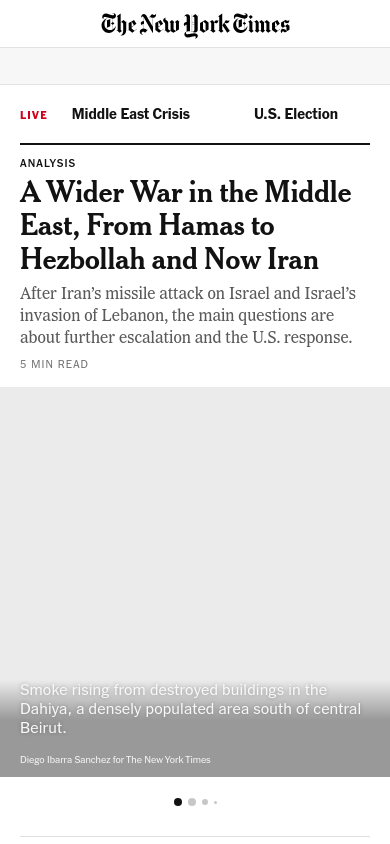 The New York Times
LIVE Middle East Crisis U.S. Election
ANALYSIS
A Wider War in the Middle
East, From Hamas to
Hezbollah and Now Iran
After Iran’s missile attack on Israel and Israel’s
invasion of Lebanon, the main questions are
about further escalation and the U.S. response.
5 MIN READ
Smoke rising from destroyed buildings in the
Dahiya, a densely populated area south of central
Beirut.
Diego Ibarra Sanchez for The New York Times